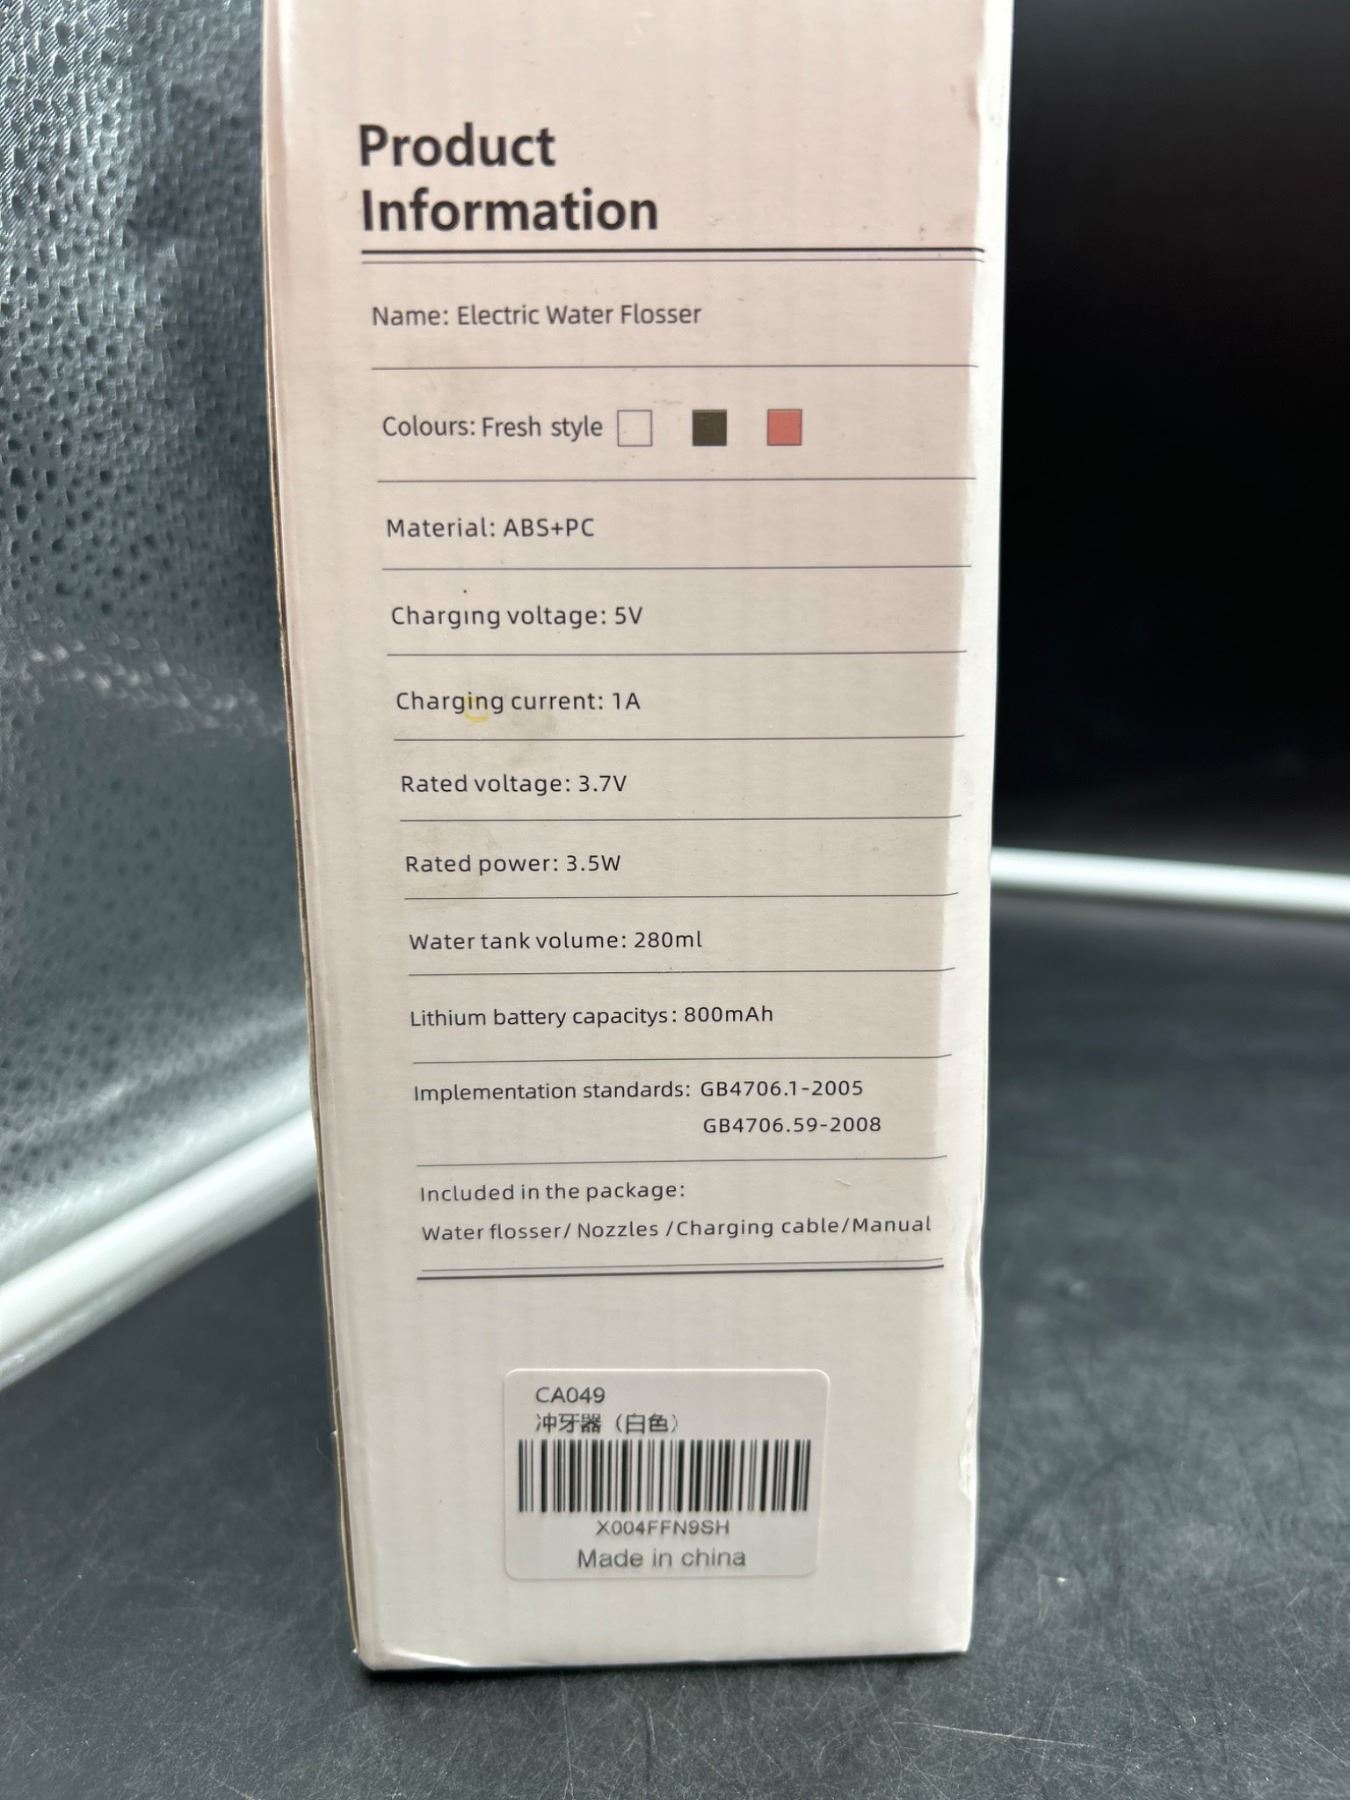 Product
Information
Name: Electric Water Flosser
Colours: Fresh style
Material: ABS+PC
Charging voltage: 5V
Charging current: 1A
Rated voltage: 3.7V
Rated power: 3.5W
Water tank volume: 280ml
Lithium battery capacitys: 800mAh
Implementation standards: GB4706.1-2005
GB4706.59-2008
Included in the package:
Water flosser/ Nozzles /Charging cable/Manual
CA049
冲牙器（白色）
X004FFN9SH
Made in china